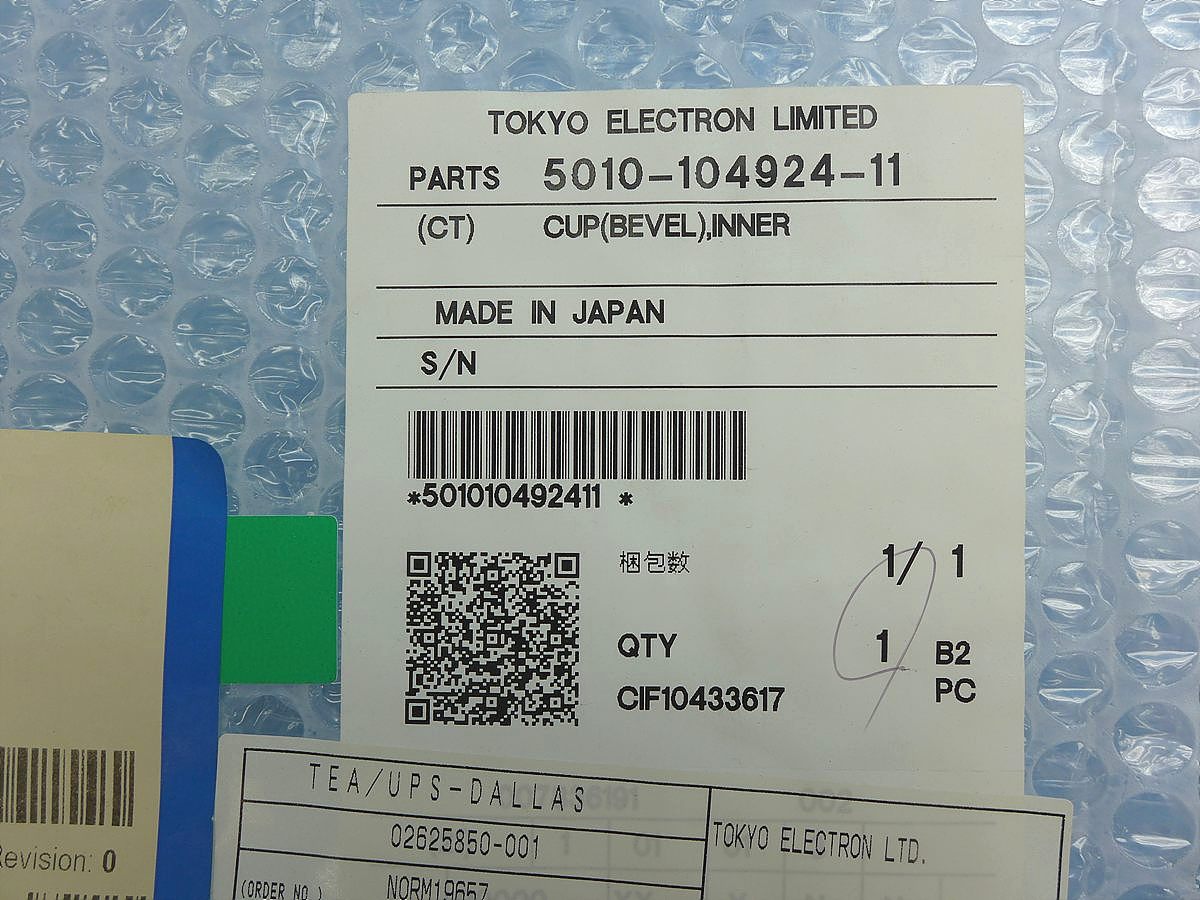 TOKYO ELECTRON LIMITED
PARTS 5010-104924-11
(CT) CUP(BEVEL),INNER
MADE IN JAPAN
S/N
*501010492411 *
梱包数 1/ 1
QTY 1 B2
CIF10433617 PC
TEA/UPS-DALLAS
02625850-001
TOKYO ELECTRON LTD.
(ORDER NO.) NORM19657
Revision: 0